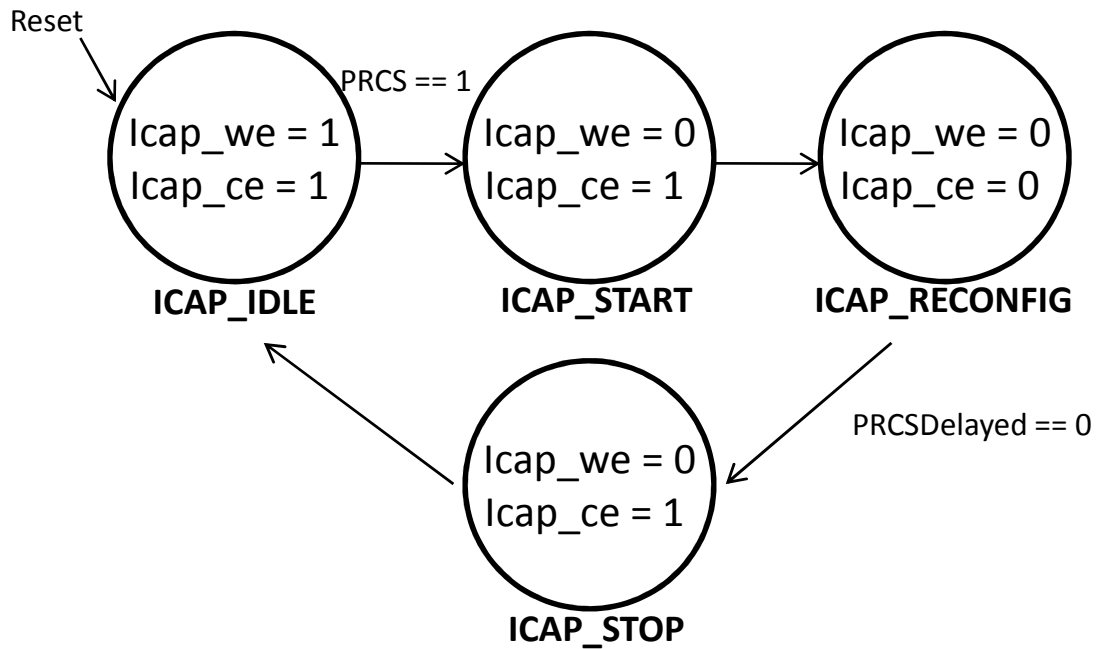 Reset
PRCS == 1
Icap_we = 1
Icap_ce = 1
ICAP_IDLE
Icap_we = 0
Icap_ce = 1
ICAP_START
Icap_we = 0
Icap_ce = 0
ICAP_RECONFIG
PRCSDelayed == 0
Icap_we = 0
Icap_ce = 1
ICAP_STOP